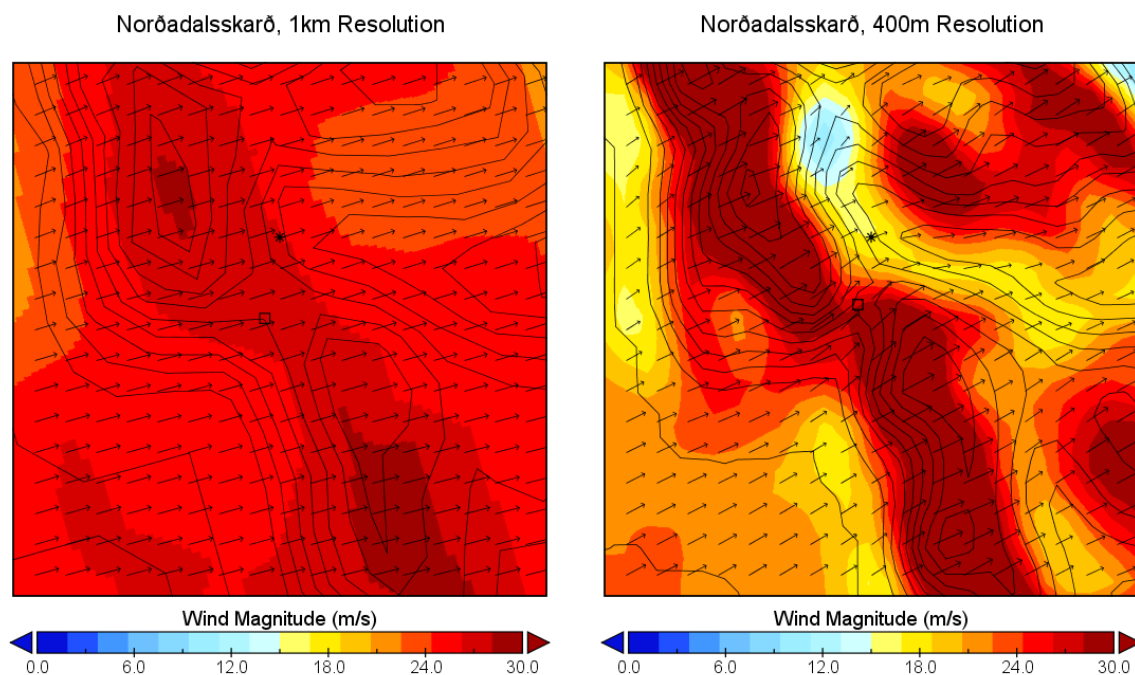 Norðadalsskarð, 1km Resolution
Norðadalsskarð, 400m Resolution
Wind Magnitude (m/s)
0.0 6.0 12.0 18.0 24.0 30.0
Wind Magnitude (m/s)
0.0 6.0 12.0 18.0 24.0 30.0